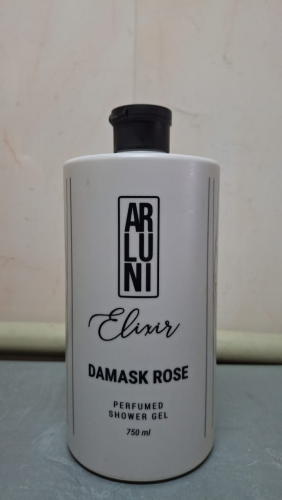 AR
LU
NI
Elixir
DAMASK ROSE
PERFUMED
SHOWER GEL
750 ml